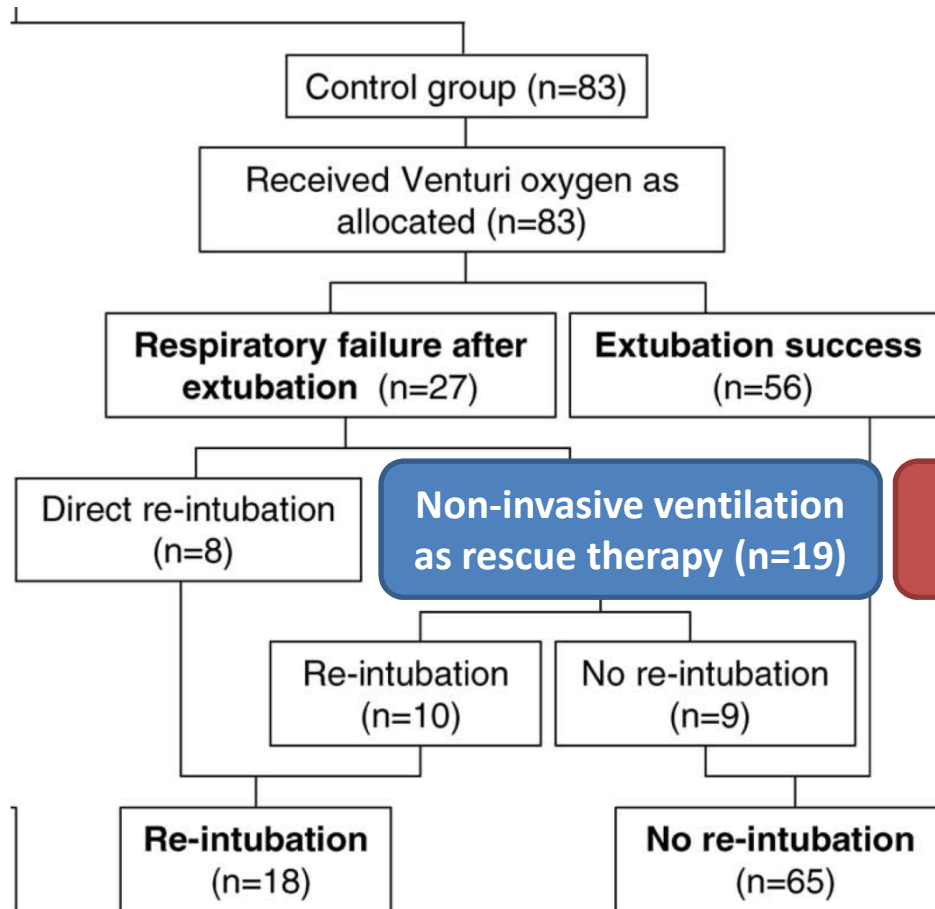 Control group (n=83)
Received Venturi oxygen as
allocated (n=83)
Respiratory failure after
extubation (n=27)
Extubation success
(n=56)
Direct re-intubation
(n=8)
Non-invasive ventilation
as rescue therapy (n=19)
Re-intubation
(n=10)
No re-intubation
(n=9)
Re-intubation
(n=18)
No re-intubation
(n=65)